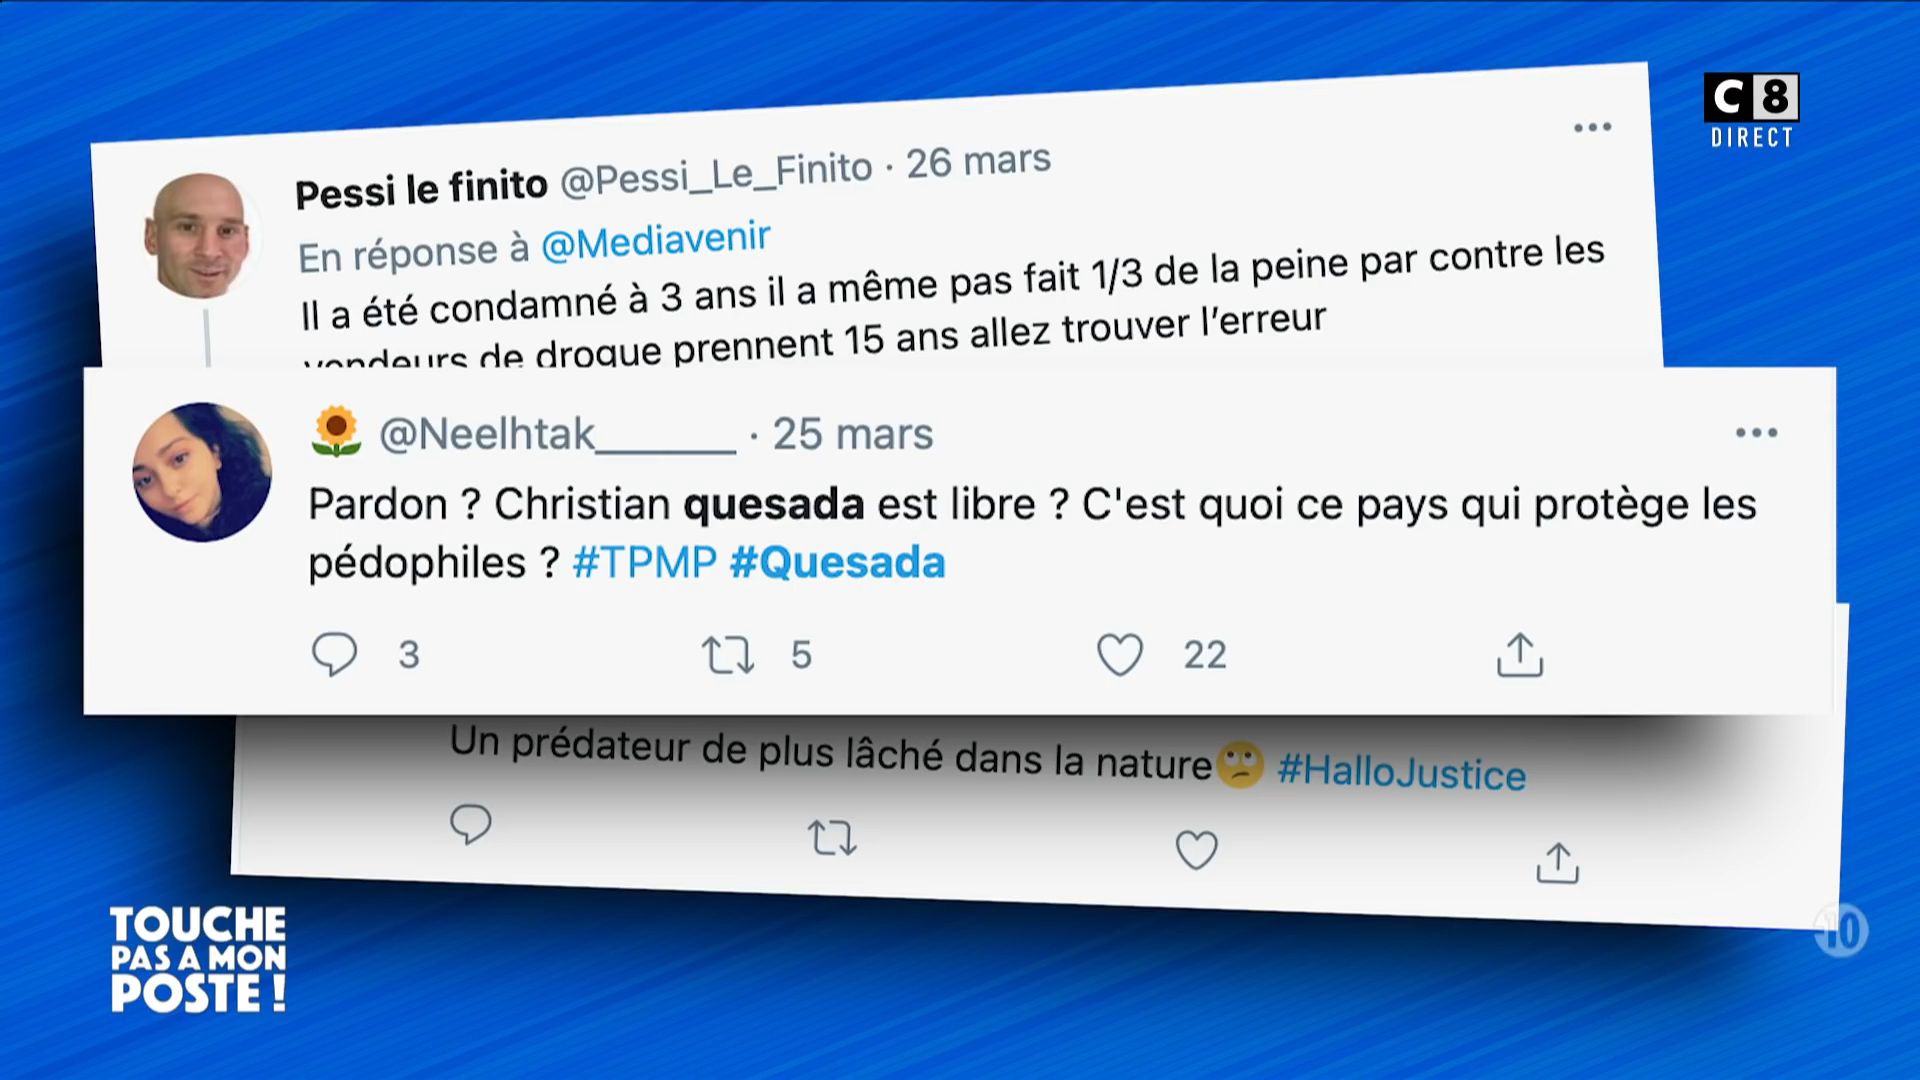 C8
DIRECT
Pessi le finito @Pessi_Le_Finito · 26 mars
En réponse à @Mediavenir
Il a été condamné à 3 ans il a même pas fait 1/3 de la peine par contre les
vendeurs de drogue prennent 15 ans allez trouver l’erreur
🌻 @Neelhtak_______ · 25 mars
Pardon ? Christian quesada est libre ? C'est quoi ce pays qui protège les
pédophiles ? #TPMP #Quesada
3 5 22
Un prédateur de plus lâché dans la nature🙄 #HalloJustice
TOUCHE
PAS A MON
POSTE !
-10